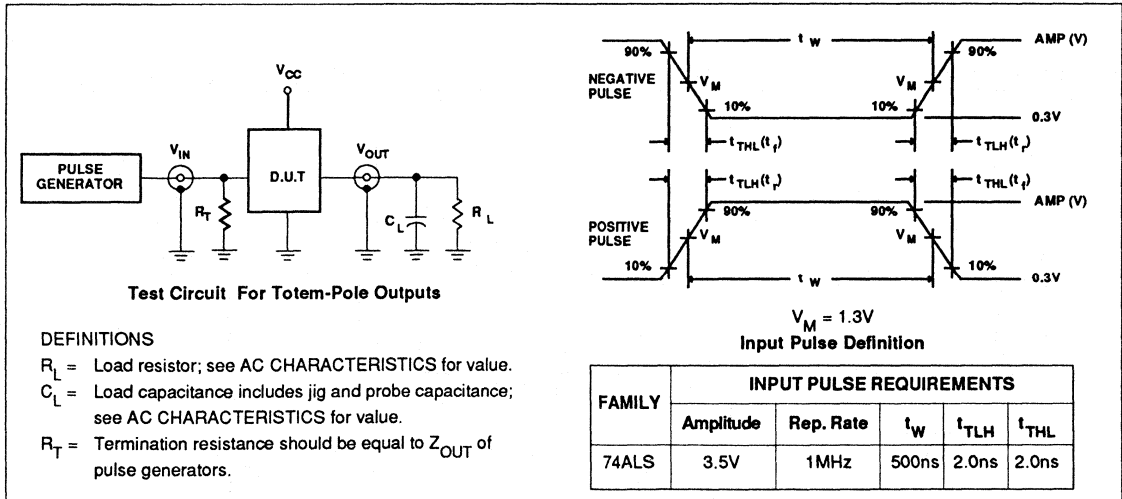 V_CC
V_IN
V_OUT
PULSE GENERATOR
D.U.T
R_T
C_L
R_L
Test Circuit For Totem-Pole Outputs
DEFINITIONS
R_L = Load resistor; see AC CHARACTERISTICS for value.
C_L = Load capacitance includes jig and probe capacitance;
see AC CHARACTERISTICS for value.
R_T = Termination resistance should be equal to Z_OUT of
pulse generators.
t_W
AMP (V)
90%
90%
NEGATIVE
PULSE
V_M
V_M
10%
10%
0.3V
t_THL(t_f)
t_TLH(t_r)
t_TLH(t_r)
t_THL(t_f)
AMP (V)
90%
90%
POSITIVE
PULSE
V_M
V_M
10%
10%
t_W
0.3V
V_M = 1.3V
Input Pulse Definition
FAMILY
INPUT PULSE REQUIREMENTS
Amplitude Rep. Rate t_W t_TLH t_THL
74ALS 3.5V 1MHz 500ns 2.0ns 2.0ns